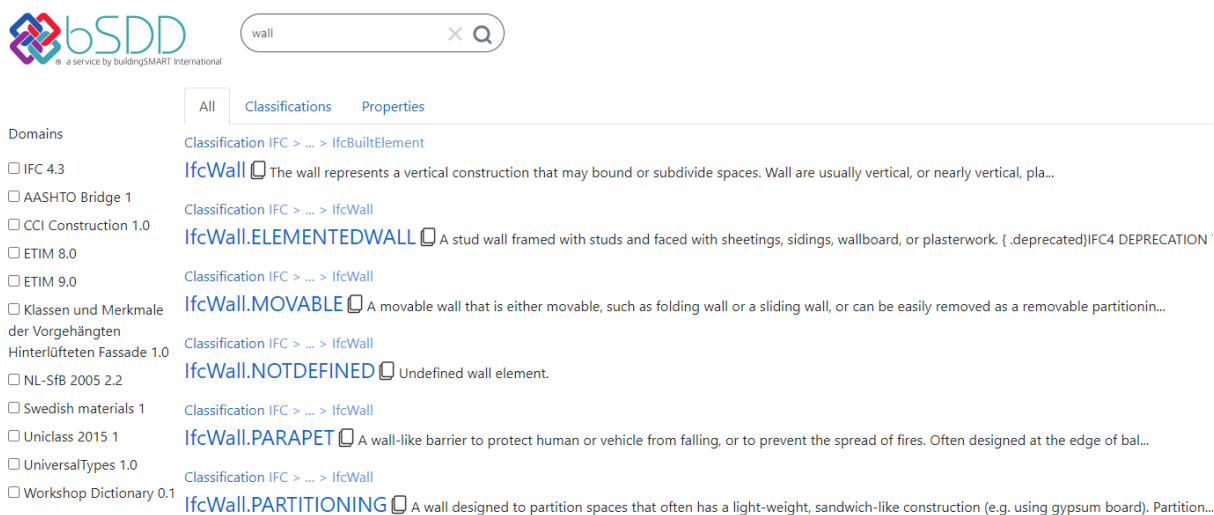 bSDD
® a service by buildingSMART International
wall
All Classifications Properties
Domains
IFC 4.3
AASHTO Bridge 1
CCI Construction 1.0
ETIM 8.0
ETIM 9.0
Klassen und Merkmale
der Vorgehängten
Hinterlüfteten Fassade 1.0
NL-SfB 2005 2.2
Swedish materials 1
Uniclass 2015 1
UniversalTypes 1.0
Workshop Dictionary 0.1
Classification IFC > ... > IfcBuiltElement
IfcWall The wall represents a vertical construction that may bound or subdivide spaces. Wall are usually vertical, or nearly vertical, pla...
Classification IFC > ... > IfcWall
IfcWall.ELEMENTEDWALL A stud wall framed with studs and faced with sheetings, sidings, wallboard, or plasterwork. { .deprecated}IFC4 DEPRECATION
Classification IFC > ... > IfcWall
IfcWall.MOVABLE A movable wall that is either movable, such as folding wall or a sliding wall, or can be easily removed as a removable partitionin...
Classification IFC > ... > IfcWall
IfcWall.NOTDEFINED Undefined wall element.
Classification IFC > ... > IfcWall
IfcWall.PARAPET A wall-like barrier to protect human or vehicle from falling, or to prevent the spread of fires. Often designed at the edge of bal...
Classification IFC > ... > IfcWall
IfcWall.PARTITIONING A wall designed to partition spaces that often has a light-weight, sandwich-like construction (e.g. using gypsum board). Partition...